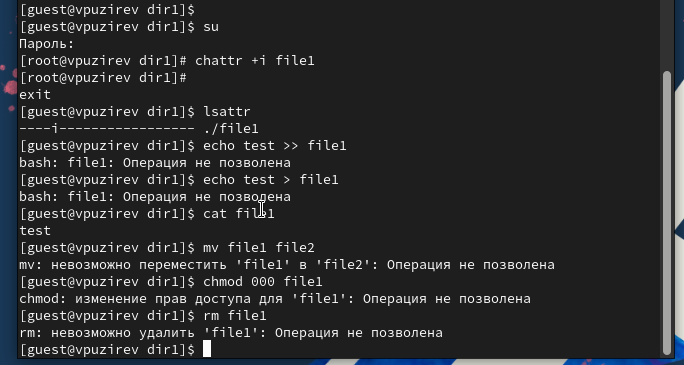 [guest@vpuzirev dir1]$
[guest@vpuzirev dir1]$ su
Пароль:
[root@vpuzirev dir1]# chattr +i file1
[root@vpuzirev dir1]#
exit
[guest@vpuzirev dir1]$ lsattr
----i----------------- ./file1
[guest@vpuzirev dir1]$ echo test >> file1
bash: file1: Операция не позволена
[guest@vpuzirev dir1]$ echo test > file1
bash: file1: Операция не позволена
[guest@vpuzirev dir1]$ cat file1
test
[guest@vpuzirev dir1]$ mv file1 file2
mv: невозможно переместить 'file1' в 'file2': Операция не позволена
[guest@vpuzirev dir1]$ chmod 000 file1
chmod: изменение прав доступа для 'file1': Операция не позволена
[guest@vpuzirev dir1]$ rm file1
rm: невозможно удалить 'file1': Операция не позволена
[guest@vpuzirev dir1]$